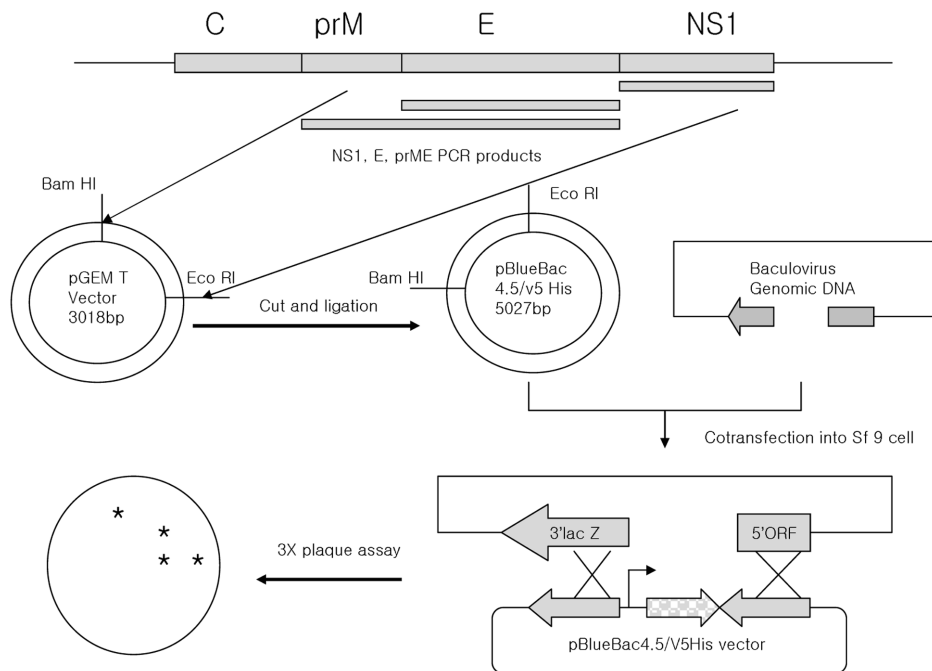 C prM E NS1
NS1, E, prME PCR products
Bam HI
Eco RI
pGEM T
Vector
3018bp
Eco RI
Cut and ligation
Bam HI
pBlueBac
4.5/v5 His
5027bp
Baculovirus
Genomic DNA
Cotransfection into Sf 9 cell
3'lac Z
5'ORF
3X plaque assay
* * * *
pBlueBac4.5/V5His vector